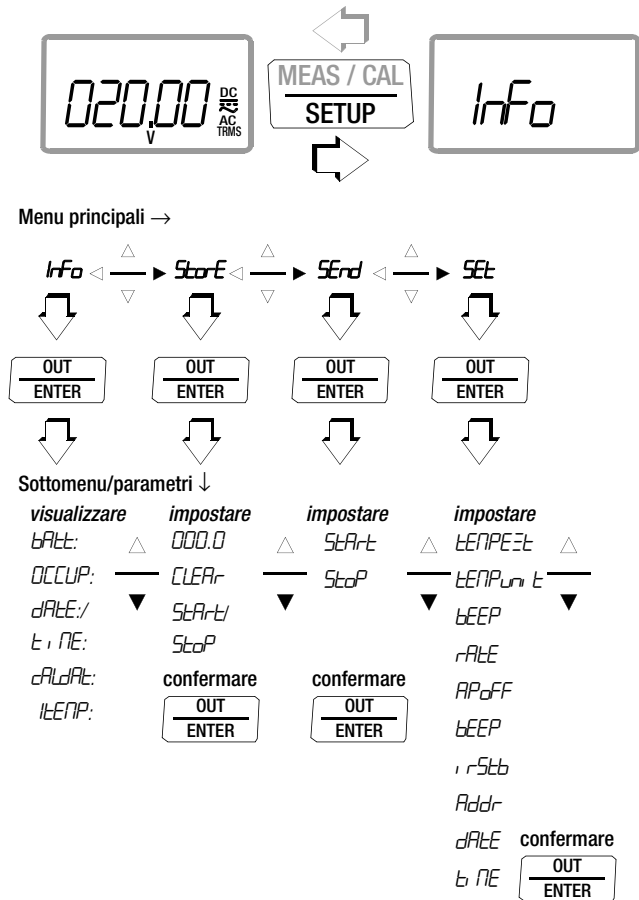 020.00 V DC AC TRMS
MEAS / CAL
SETUP
InFo
Menu principali →
InFo StorE SEnd SEt
OUT OUT OUT OUT
ENTER ENTER ENTER ENTER
Sottomenu/parametri ↓
visualizzare impostare impostare impostare
bAtt: 000.0 StArt tEMPExt
OCCUP: CLEAr StoP tEMPunit
dAtE:/ StArt/ bEEP
tiME: StoP rAtE
cALdAt: confermare confermare APoFF
OUT OUT
ItEMP: ENTER ENTER bEEP
irStb
Addr
dAtE confermare
tiME OUT
ENTER